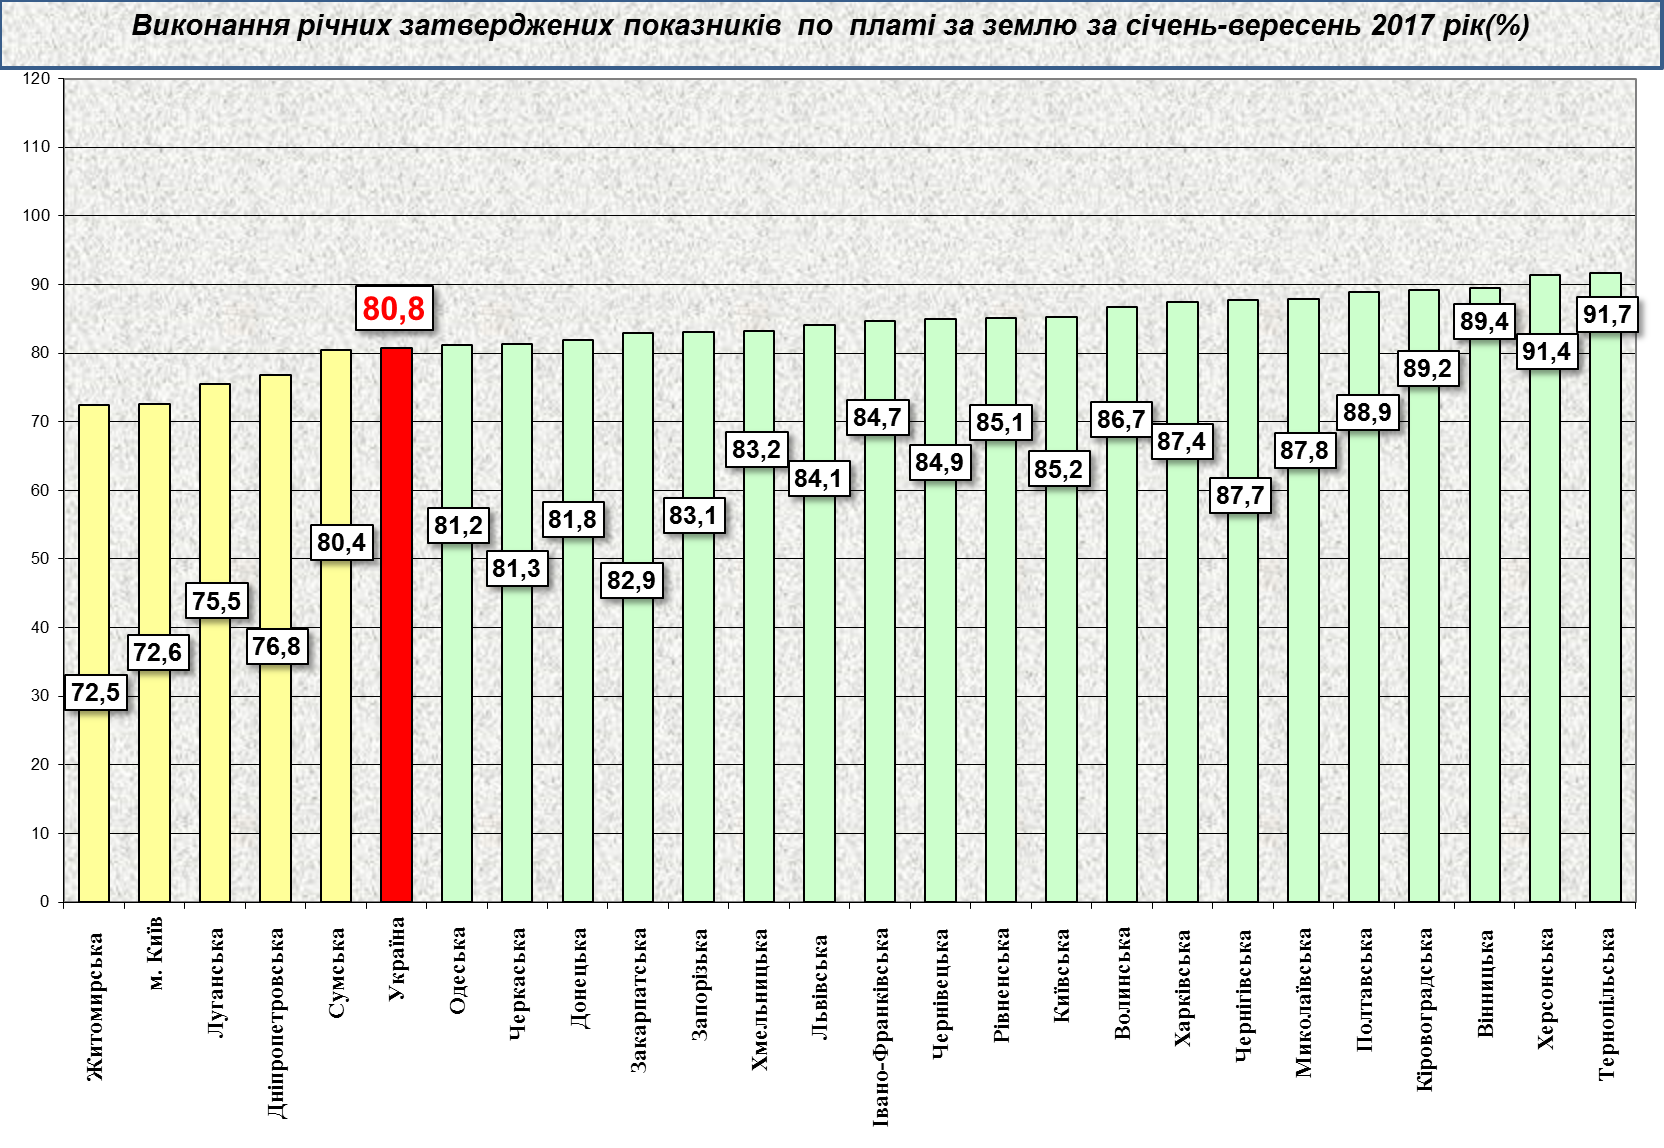 Виконання річних затверджених показників по платі за землю за січень-вересень 2017 рік(%)
120
110
100
90
80
70
60
50
40
30
20
10
0
72,5
72,6
75,5
76,8
80,4
80,8
81,2
81,3
81,8
82,9
83,1
83,2
84,1
84,7
84,9
85,1
85,2
86,7
87,4
87,7
87,8
88,9
89,2
89,4
91,4
91,7
Житомирська
м. Київ
Луганська
Дніпропетровська
Сумська
Україна
Одеська
Черкаська
Донецька
Закарпатська
Запорізька
Хмельницька
Львівська
Івано-Франківська
Чернівецька
Рівненська
Київська
Волинська
Харківська
Чернігівська
Миколаївська
Полтавська
Кіровоградська
Вінницька
Херсонська
Тернопільська